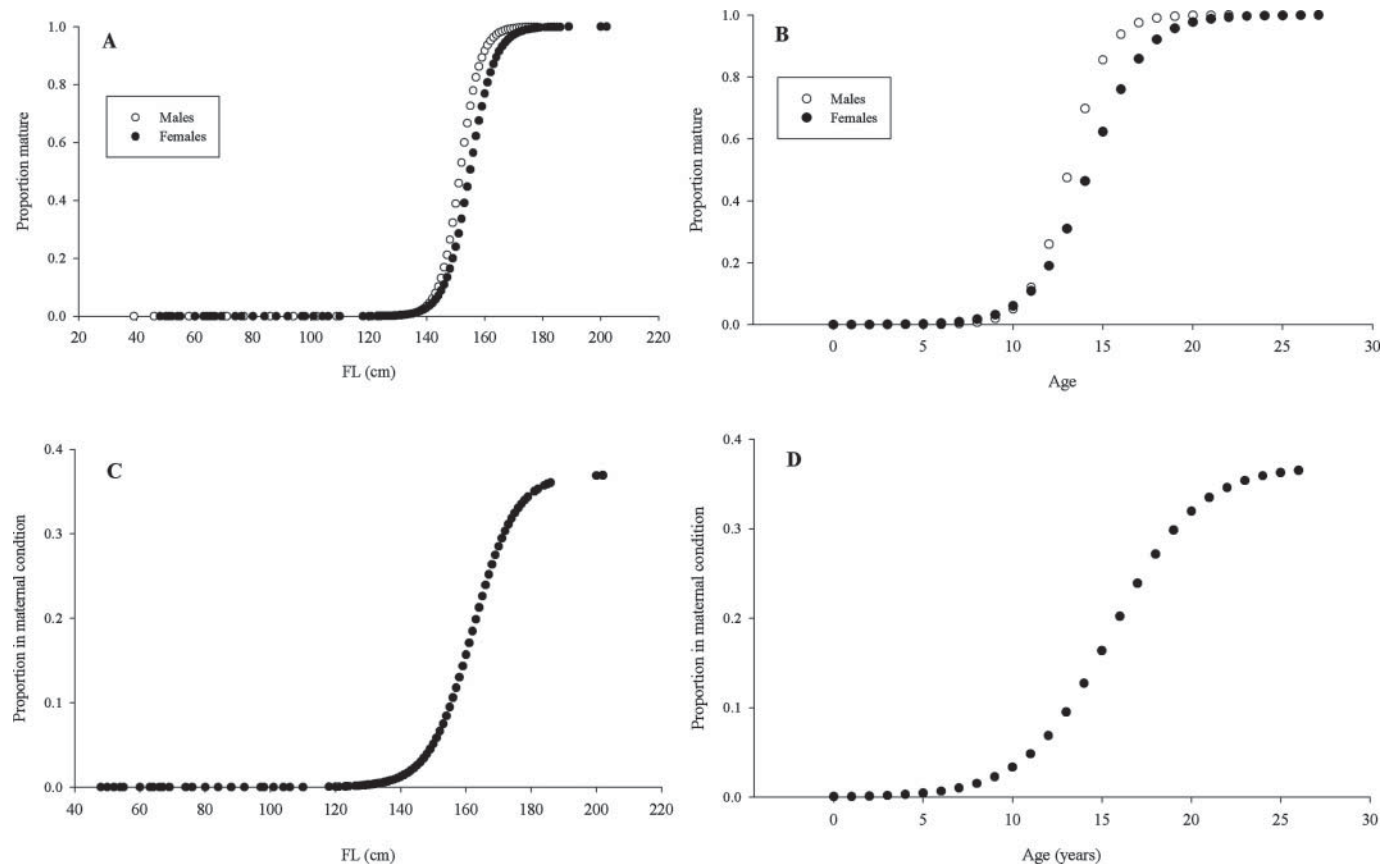 A
Males
Females
Proportion mature
1.0
0.8
0.6
0.4
0.2
0.0
20 40 60 80 100 120 140 160 180 200 220
FL (cm)
B
Males
Females
Proportion mature
1.0
0.8
0.6
0.4
0.2
0.0
0 5 10 15 20 25 30
Age
C
Proportion in maternal condtion
0.4
0.3
0.2
0.1
0.0
40 60 80 100 120 140 160 180 200 220
FL (cm)
D
Proportion in maternal condition
0.4
0.3
0.2
0.1
0.0
0 5 10 15 20 25 30
Age (years)